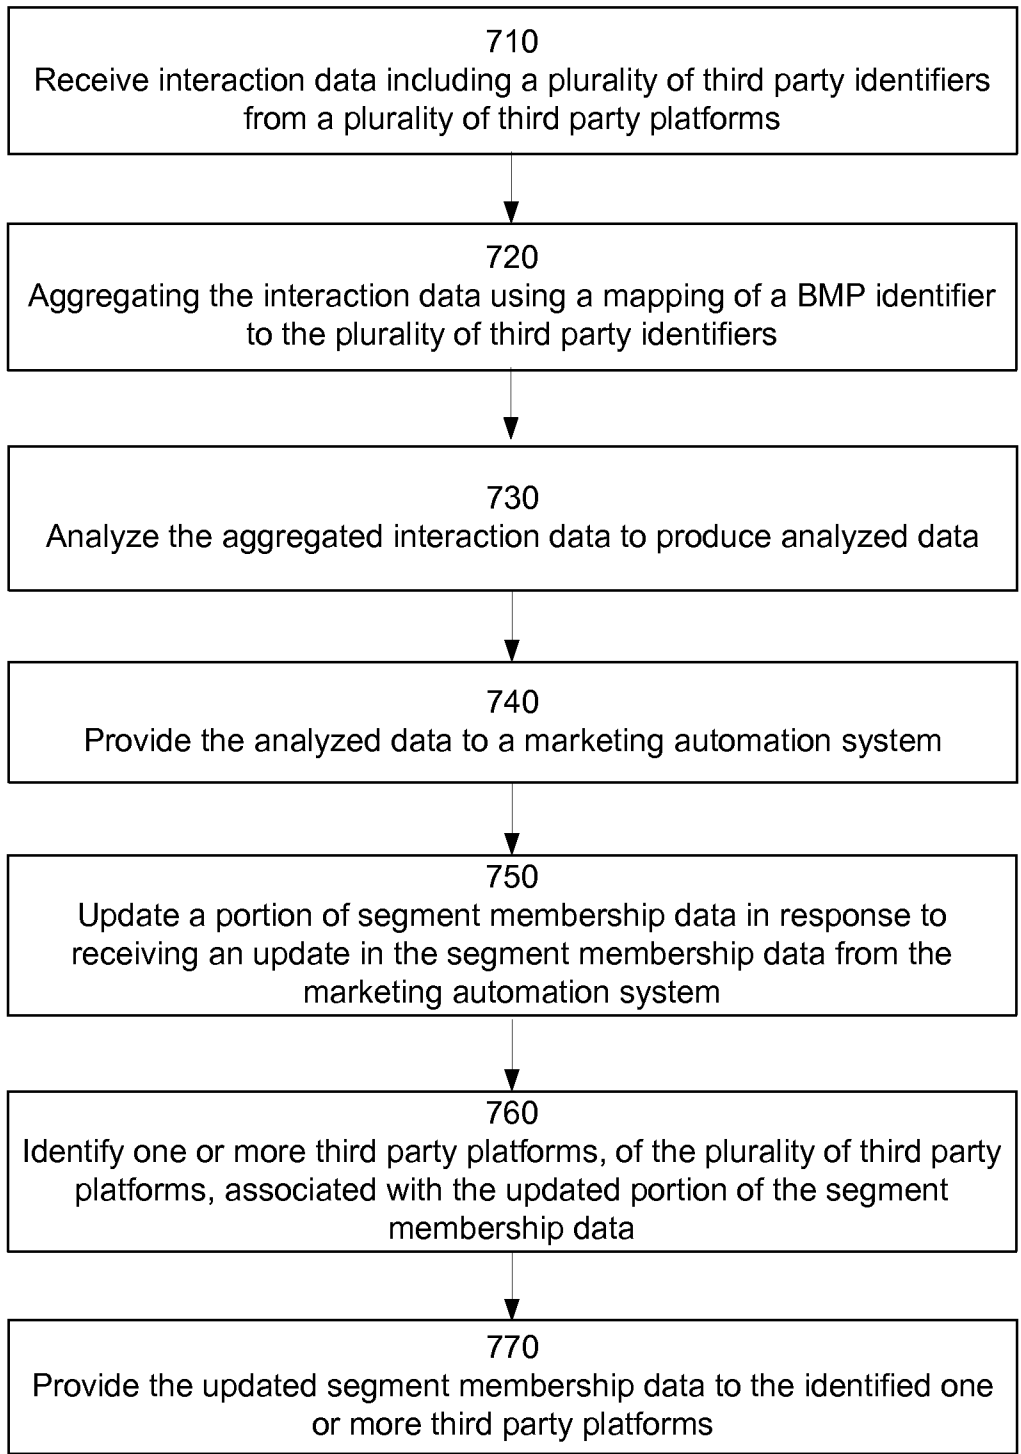 710
Receive interaction data including a plurality of third party identifiers
from a plurality of third party platforms
720
Aggregating the interaction data using a mapping of a BMP identifier
to the plurality of third party identifiers
730
Analyze the aggregated interaction data to produce analyzed data
740
Provide the analyzed data to a marketing automation system
750
Update a portion of segment membership data in response to
receiving an update in the segment membership data from the
marketing automation system
760
Identify one or more third party platforms, of the plurality of third party
platforms, associated with the updated portion of the segment
membership data
770
Provide the updated segment membership data to the identified one
or more third party platforms